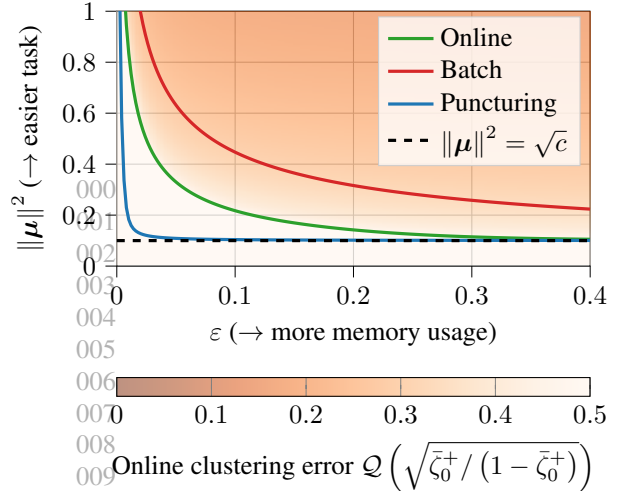 1
0.8
0.6
0.4
0.2
0
‖μ‖² (→ easier task)
Online
Batch
Puncturing
‖μ‖² = √c
000
001
002
003
004
005
006
007
008
009
0 0.1 0.2 0.3 0.4
ε (→ more memory usage)
0 0.1 0.2 0.3 0.4 0.5
Online clustering error 𝒬(√(ζ̄₀⁺/(1 − ζ̄₀⁺)))